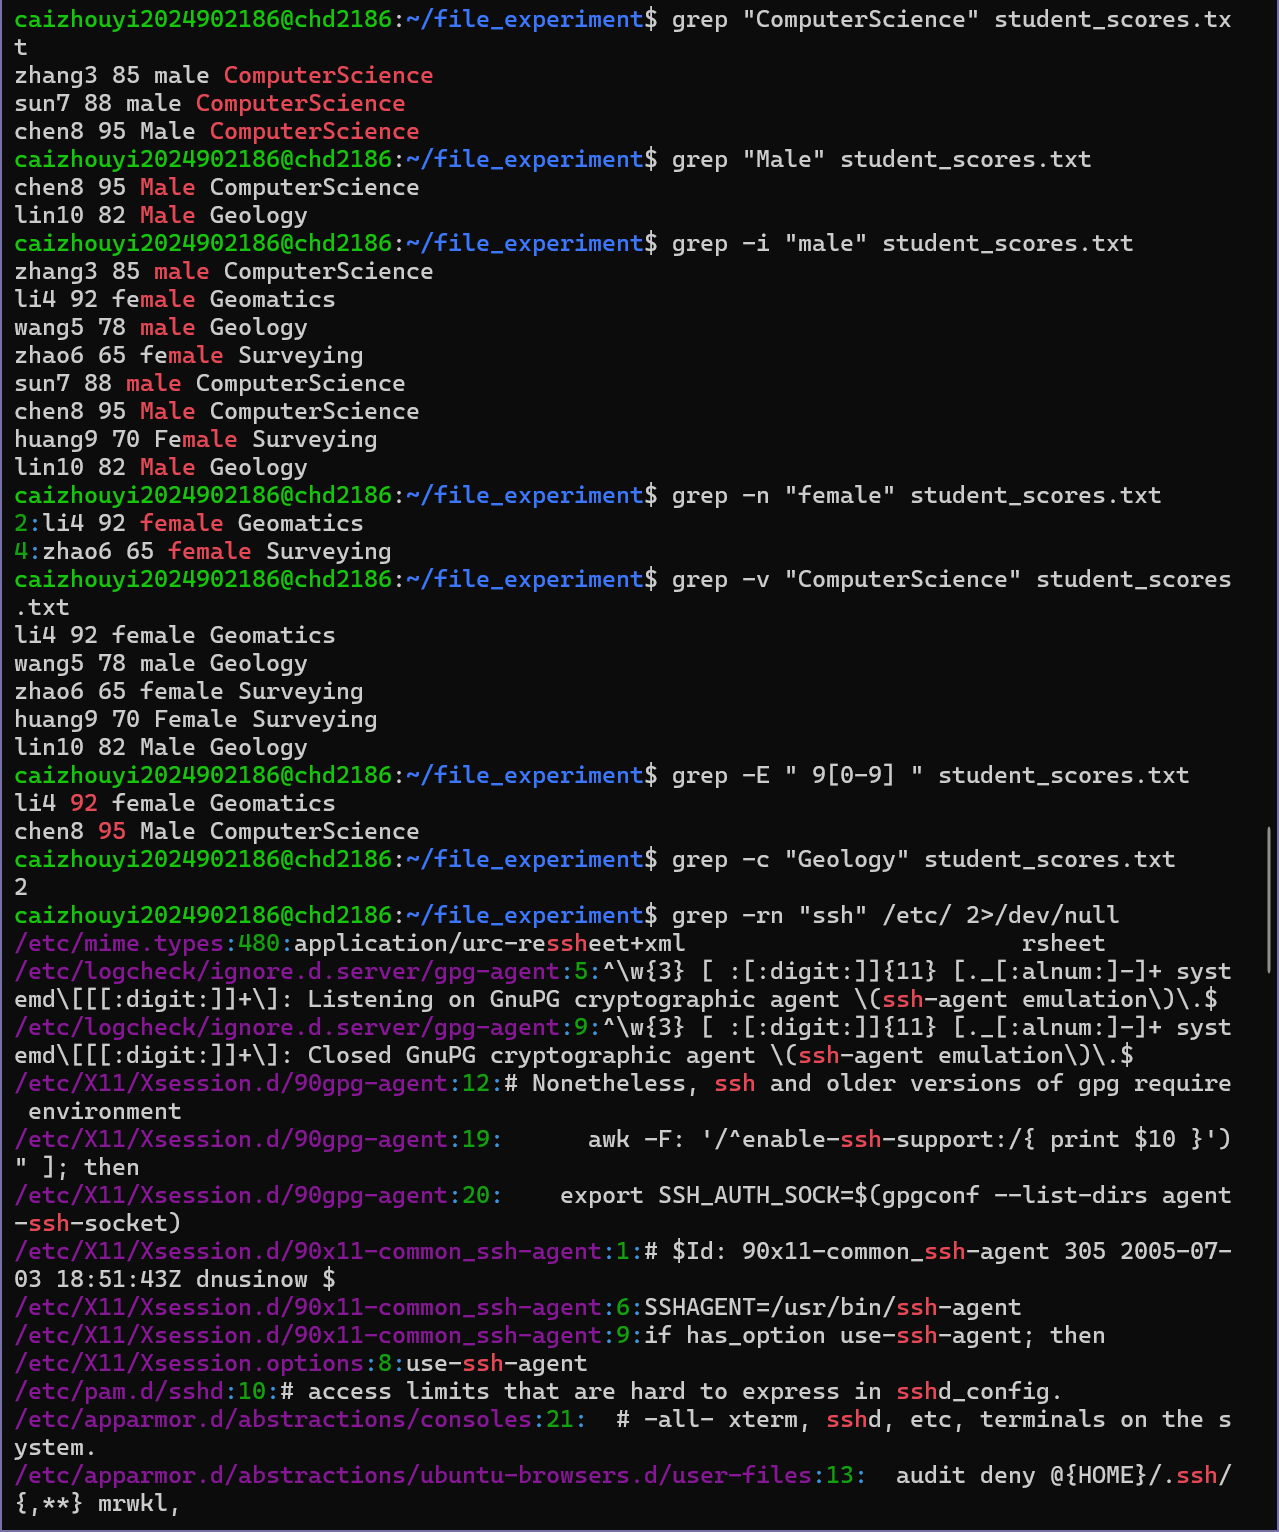 caizhouyi2024902186@chd2186:~/file_experiment$ grep "ComputerScience" student_scores.tx
t
zhang3 85 male ComputerScience
sun7 88 male ComputerScience
chen8 95 Male ComputerScience
caizhouyi2024902186@chd2186:~/file_experiment$ grep "Male" student_scores.txt
chen8 95 Male ComputerScience
lin10 82 Male Geology
caizhouyi2024902186@chd2186:~/file_experiment$ grep -i "male" student_scores.txt
zhang3 85 male ComputerScience
li4 92 female Geomatics
wang5 78 male Geology
zhao6 65 female Surveying
sun7 88 male ComputerScience
chen8 95 Male ComputerScience
huang9 70 Female Surveying
lin10 82 Male Geology
caizhouyi2024902186@chd2186:~/file_experiment$ grep -n "female" student_scores.txt
2:li4 92 female Geomatics
4:zhao6 65 female Surveying
caizhouyi2024902186@chd2186:~/file_experiment$ grep -v "ComputerScience" student_scores
.txt
li4 92 female Geomatics
wang5 78 male Geology
zhao6 65 female Surveying
huang9 70 Female Surveying
lin10 82 Male Geology
caizhouyi2024902186@chd2186:~/file_experiment$ grep -E " 9[0-9] " student_scores.txt
li4 92 female Geomatics
chen8 95 Male ComputerScience
caizhouyi2024902186@chd2186:~/file_experiment$ grep -c "Geology" student_scores.txt
2
caizhouyi2024902186@chd2186:~/file_experiment$ grep -rn "ssh" /etc/ 2>/dev/null
/etc/mime.types:480:application/urc-ressheet+xml                        rsheet
/etc/logcheck/ignore.d.server/gpg-agent:5:^\w{3} [ :[:digit:]]{11} [._[:alnum:]-]+ syst
emd\[[[:digit:]]+\]: Listening on GnuPG cryptographic agent \(ssh-agent emulation\)\.$
/etc/logcheck/ignore.d.server/gpg-agent:9:^\w{3} [ :[:digit:]]{11} [._[:alnum:]-]+ syst
emd\[[[:digit:]]+\]: Closed GnuPG cryptographic agent \(ssh-agent emulation\)\.$
/etc/X11/Xsession.d/90gpg-agent:12:# Nonetheless, ssh and older versions of gpg require
 environment
/etc/X11/Xsession.d/90gpg-agent:19:      awk -F: '/^enable-ssh-support:/{ print $10 }')
" ]; then
/etc/X11/Xsession.d/90gpg-agent:20:    export SSH_AUTH_SOCK=$(gpgconf --list-dirs agent
-ssh-socket)
/etc/X11/Xsession.d/90x11-common_ssh-agent:1:# $Id: 90x11-common_ssh-agent 305 2005-07-
03 18:51:43Z dnusinow $
/etc/X11/Xsession.d/90x11-common_ssh-agent:6:SSHAGENT=/usr/bin/ssh-agent
/etc/X11/Xsession.d/90x11-common_ssh-agent:9:if has_option use-ssh-agent; then
/etc/X11/Xsession.options:8:use-ssh-agent
/etc/pam.d/sshd:10:# access limits that are hard to express in sshd_config.
/etc/apparmor.d/abstractions/consoles:21:  # -all- xterm, sshd, etc, terminals on the s
ystem.
/etc/apparmor.d/abstractions/ubuntu-browsers.d/user-files:13:  audit deny @{HOME}/.ssh/
{,**} mrwkl,